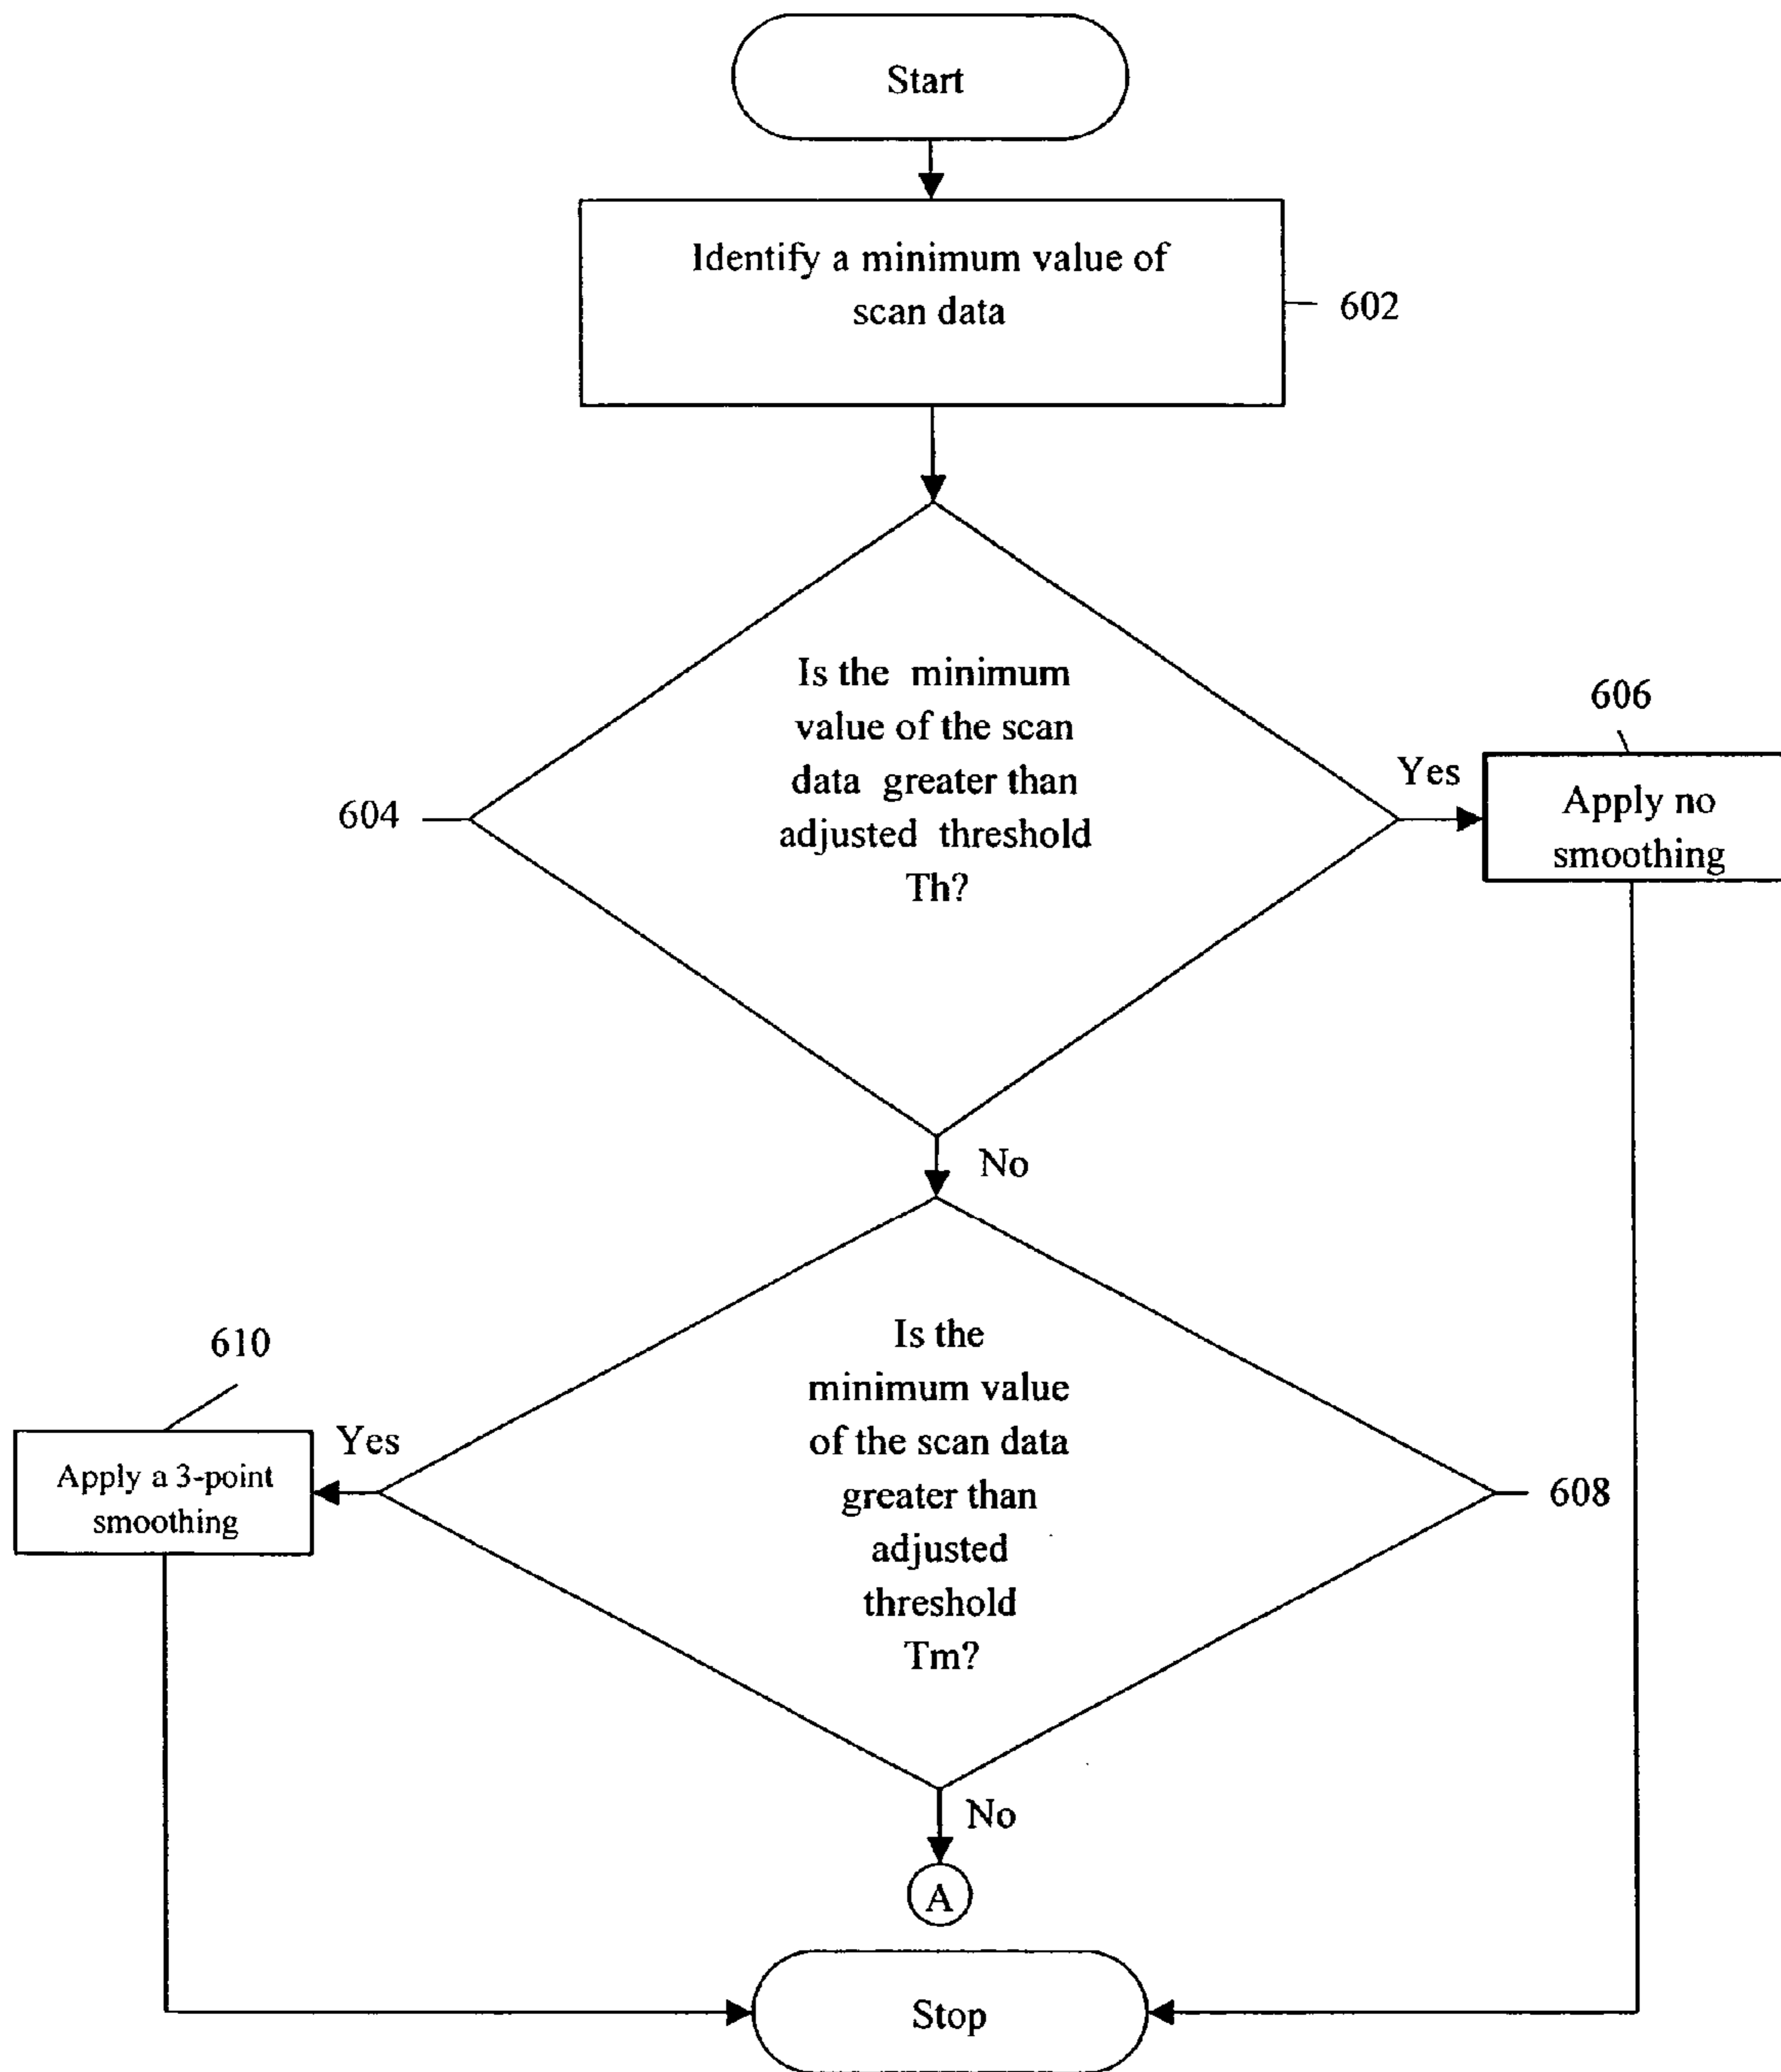 Start
Identify a minimum value of
scan data
602
Is the minimum
value of the scan
data greater than
adjusted threshold
Th?
604
Yes
606
Apply no
smoothing
No
Is the
minimum value
of the scan data
greater than
adjusted
threshold
Tm?
608
610
Yes
Apply a 3-point
smoothing
No
A
Stop